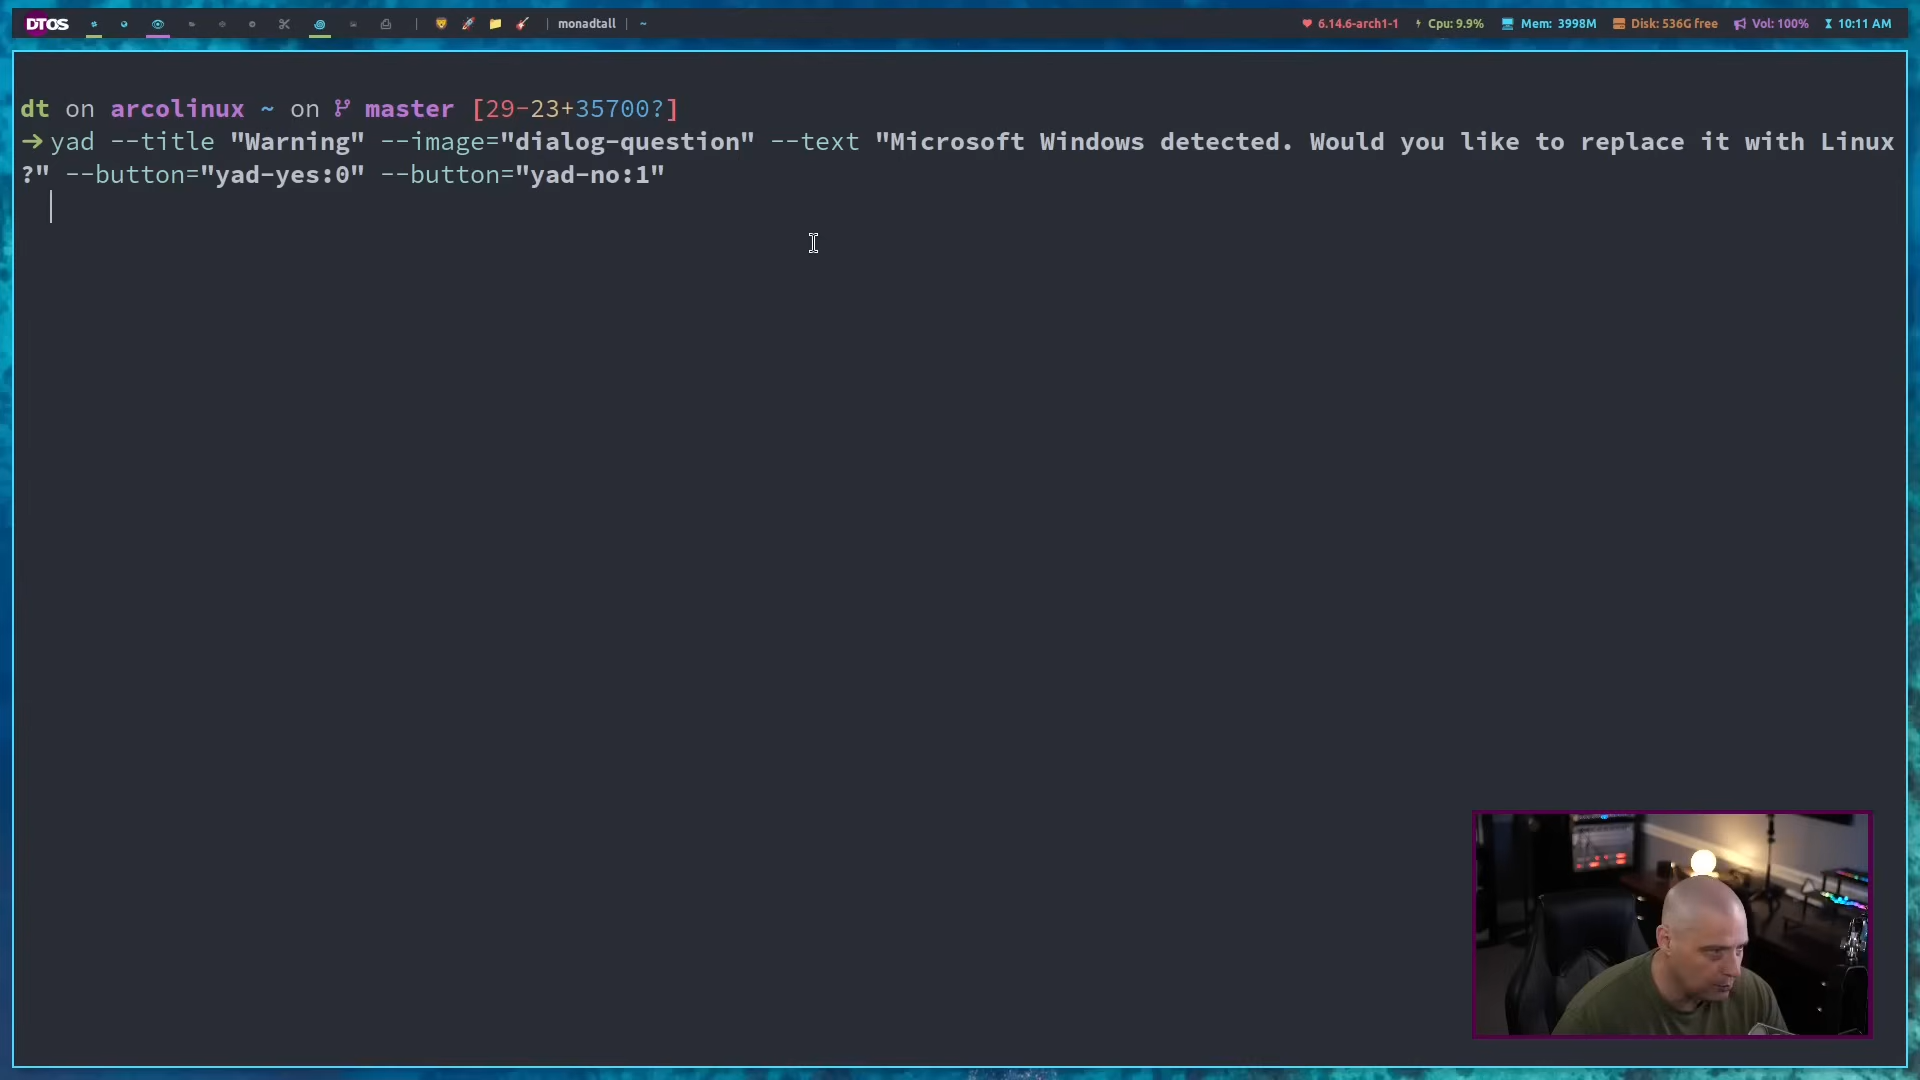 DTOS monadtall ~ 6.14.6-arch1-1 Cpu: 9.9% Mem: 3998M Disk: 536G free Vol: 100% 10:11 AM
dt on arcolinux ~ on master [29-23+35700?]
→ yad --title "Warning" --image="dialog-question" --text "Microsoft Windows detected. Would you like to replace it with Linux
?" --button="yad-yes:0" --button="yad-no:1"